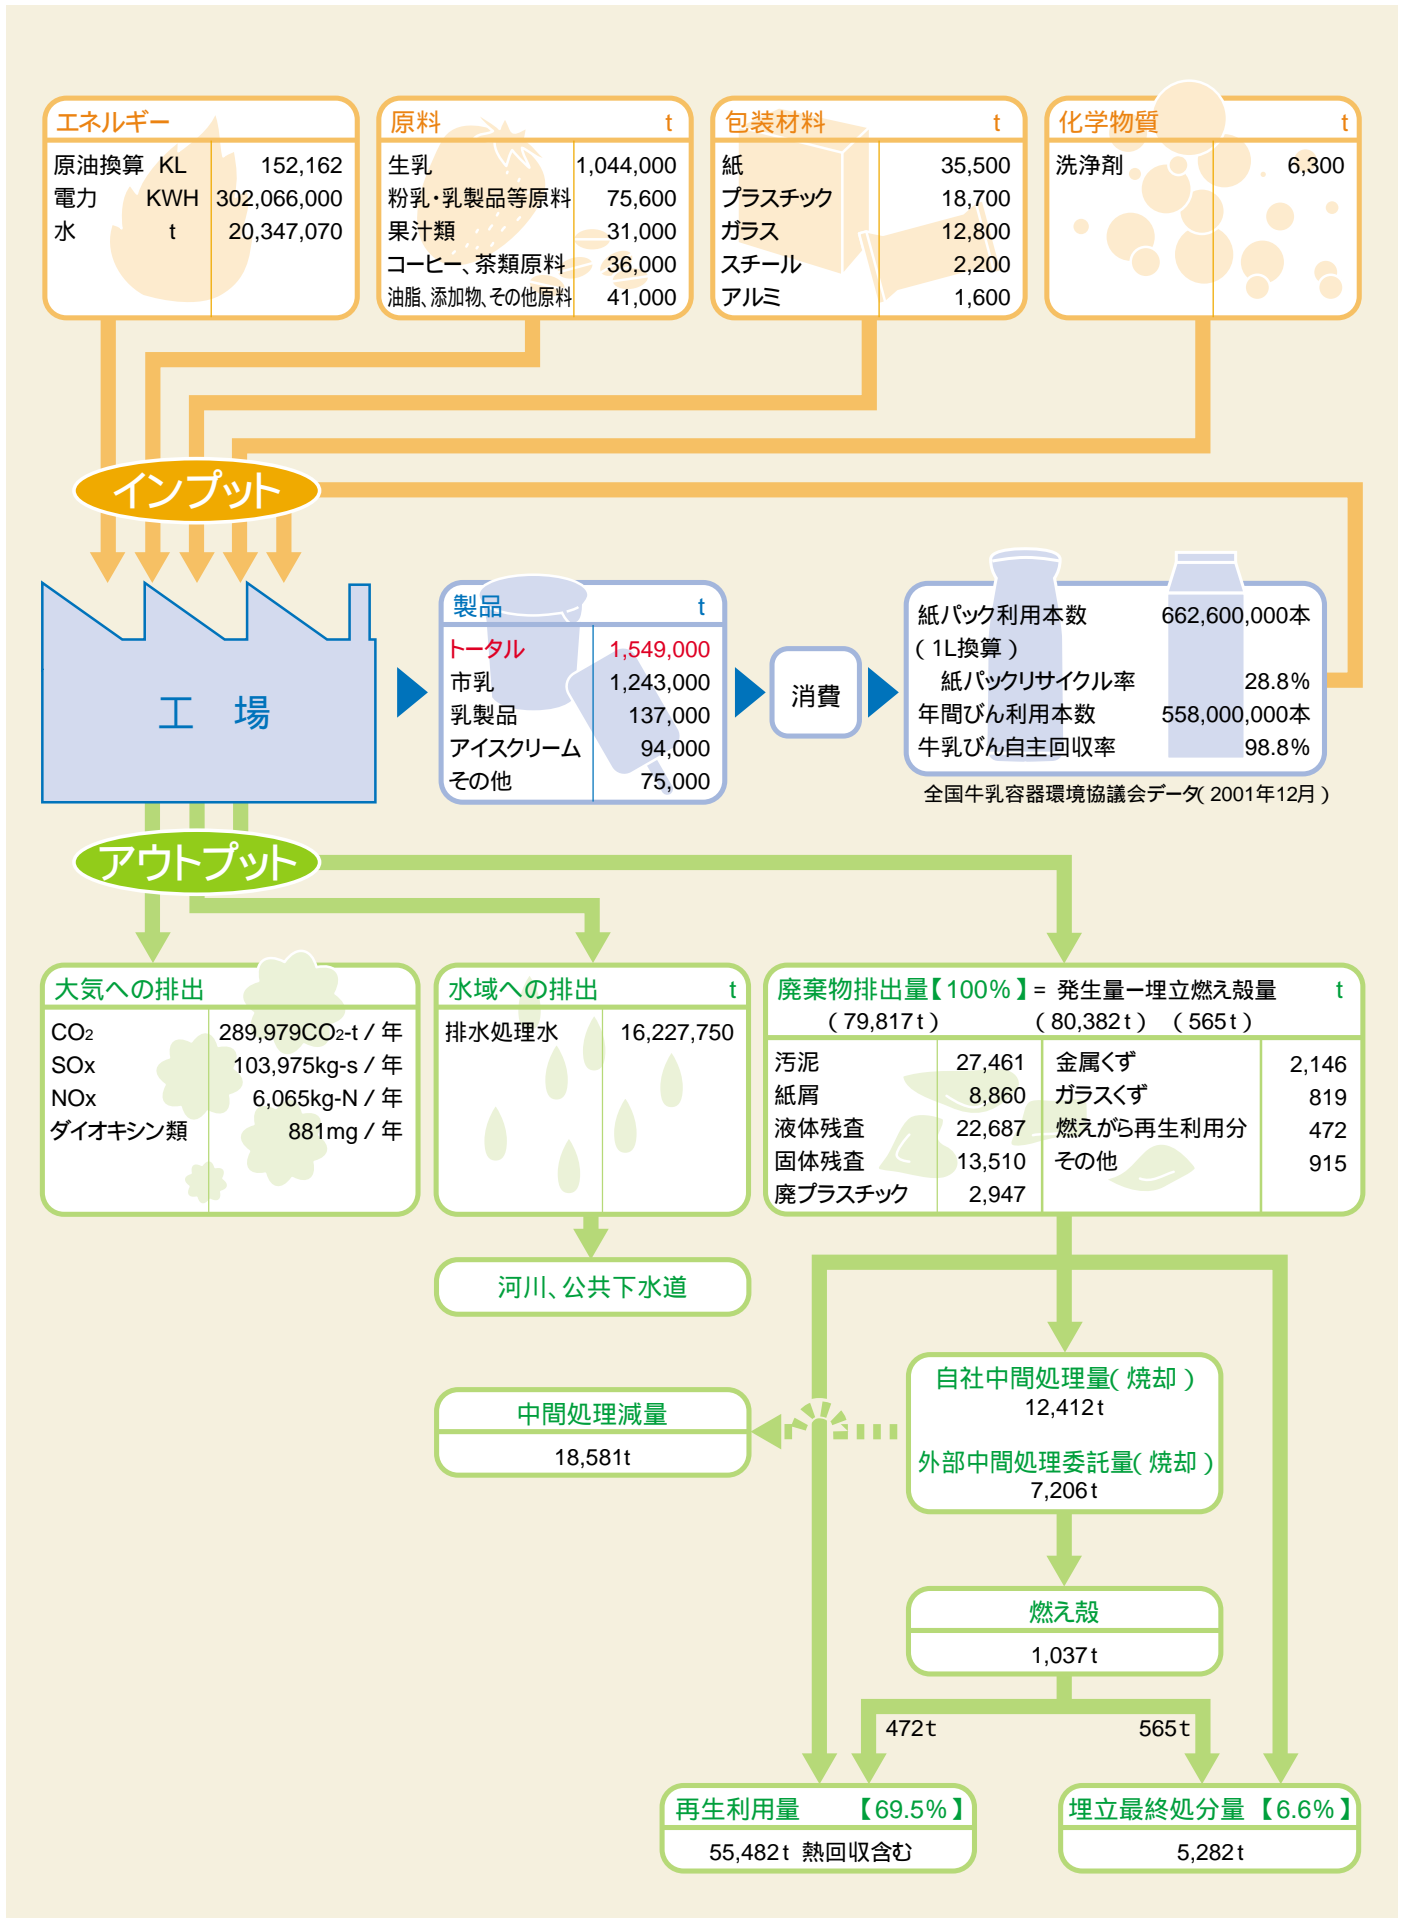 エネルギー
原油換算 KL 152,162
電力 KWH 302,066,000
水 t 20,347,070
原料 t
生乳 1,044,000
粉乳・乳製品等原料 75,600
果汁類 31,000
コーヒー、茶類原料 36,000
油脂、添加物、その他原料 41,000
包装材料 t
紙 35,500
プラスチック 18,700
ガラス 12,800
スチール 2,200
アルミ 1,600
化学物質 t
洗浄剤 6,300
インプット
工場
製品 t
トータル 1,549,000
市乳 1,243,000
乳製品 137,000
アイスクリーム 94,000
その他 75,000
消費
紙パック利用本数 662,600,000本
(1L換算)
紙パックリサイクル率 28.8%
年間びん利用本数 558,000,000本
牛乳びん自主回収率 98.8%
全国牛乳容器環境協議会データ(2001年12月)
アウトプット
大気への排出
CO2 289,979CO2-t/年
SOx 103,975kg-s/年
NOx 6,065kg-N/年
ダイオキシン類 881mg/年
水域への排出 t
排水処理水 16,227,750
河川、公共下水道
廃棄物排出量【100%】= 発生量ー埋立燃え殻量 t
(79,817t) (80,382t) (565t)
汚泥 27,461
紙屑 8,860
液体残査 22,687
固体残査 13,510
廃プラスチック 2,947
金属くず 2,146
ガラスくず 819
燃えがら再生利用分 472
その他 915
自社中間処理量(焼却)
12,412t
外部中間処理委託量(焼却)
7,206t
中間処理減量
18,581t
燃え殻
1,037t
472t
565t
再生利用量 【69.5%】
55,482t 熱回収含む
埋立最終処分量【6.6%】
5,282t